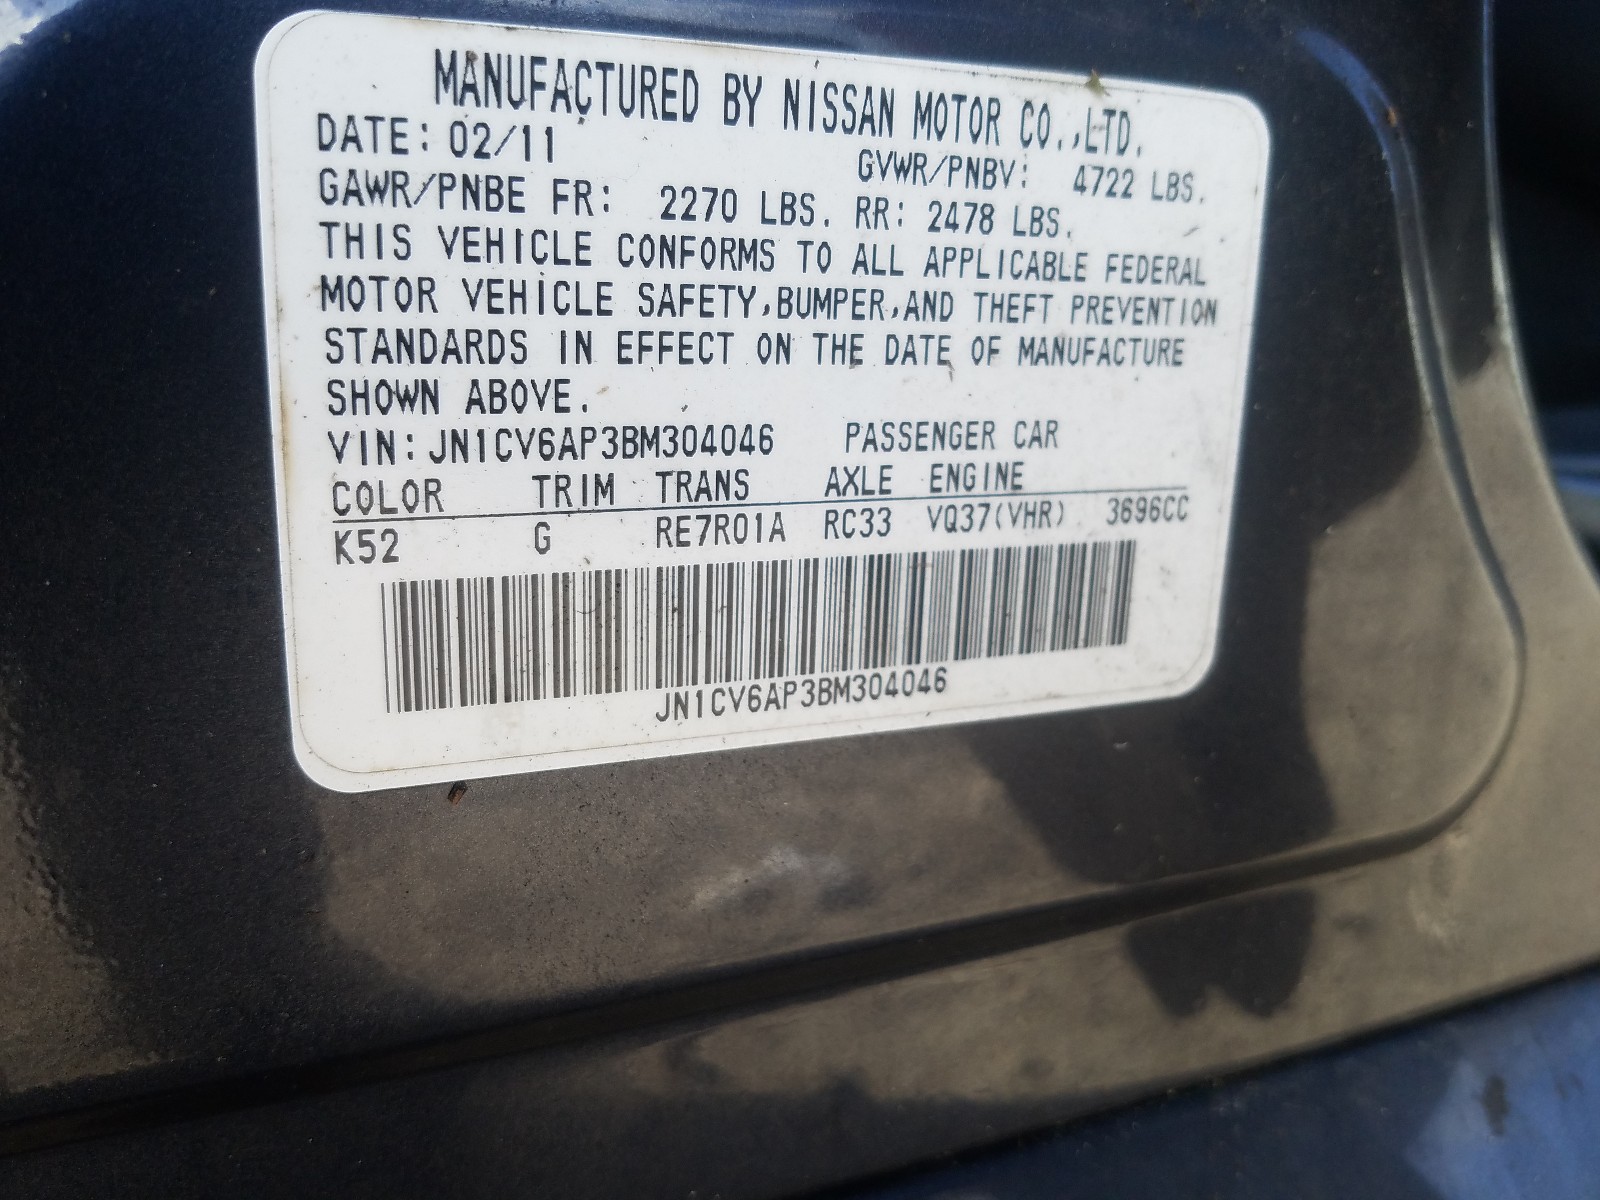 MANUFACTURED BY NISSAN MOTOR CO.,LTD.
DATE: 02/11 GVWR/PNBV: 4722 LBS.
GAWR/PNBE FR: 2270 LBS. RR: 2478 LBS.
THIS VEHICLE CONFORMS TO ALL APPLICABLE FEDERAL
MOTOR VEHICLE SAFETY,BUMPER,AND THEFT PREVENTION
STANDARDS IN EFFECT ON THE DATE OF MANUFACTURE
SHOWN ABOVE.
VIN:JN1CV6AP3BM304046 PASSENGER CAR
COLOR TRIM TRANS AXLE ENGINE
K52 G RE7R01A RC33 VQ37(VHR) 3696CC
JN1CV6AP3BM304046